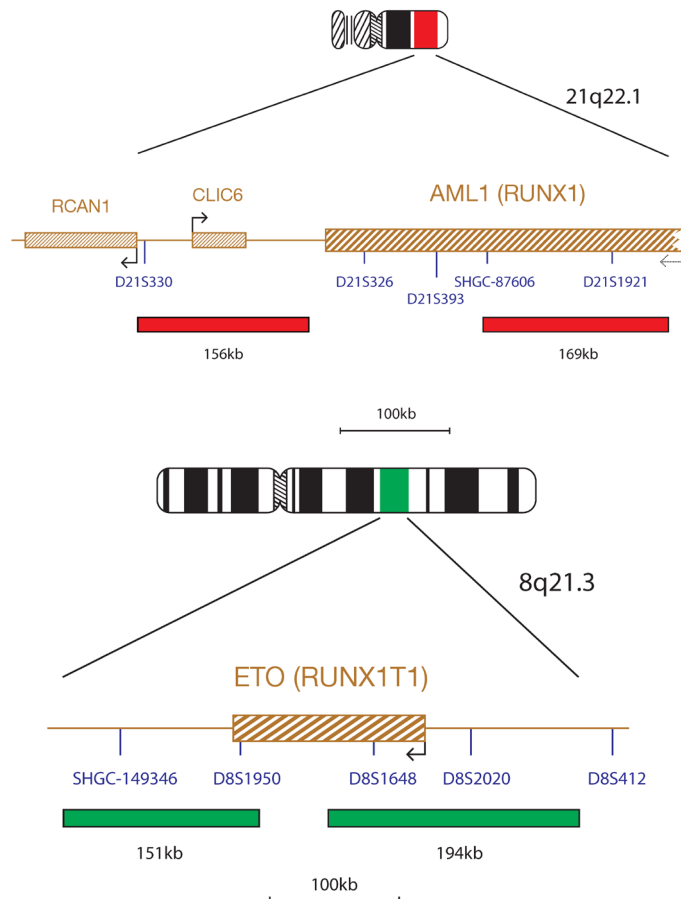 21q22.1
RCAN1
CLIC6
AML1 (RUNX1)
D21S330
D21S326
D21S393
SHGC-87606
D21S1921
156kb
169kb
100kb
8q21.3
ETO (RUNX1T1)
SHGC-149346
D8S1950
D8S1648
D8S2020
D8S412
151kb
194kb
100kb